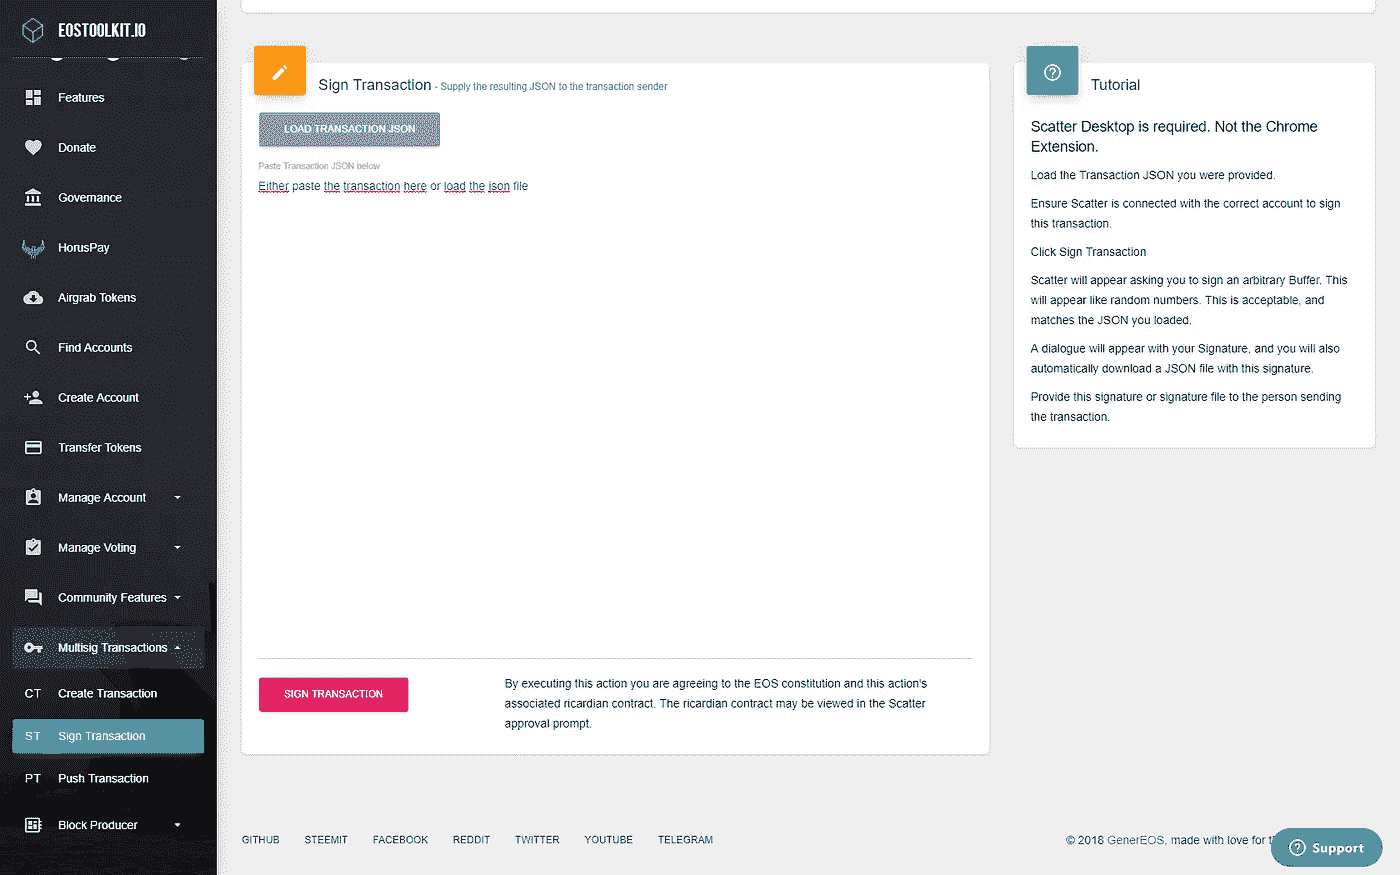 EOSTOOLKIT.IO
Features
Donate
Governance
HorusPay
Airgrab Tokens
Find Accounts
Create Account
Transfer Tokens
Manage Account
Manage Voting
Community Features
Multisig Transactions
CT Create Transaction
ST Sign Transaction
PT Push Transaction
Block Producer
Sign Transaction - Supply the resulting JSON to the transaction sender
LOAD TRANSACTION JSON
Paste Transaction JSON below
Either paste the transaction here or load the json file
SIGN TRANSACTION
By executing this action you are agreeing to the EOS constitution and this action's
associated ricardian contract. The ricardian contract may be viewed in the Scatter
approval prompt.
Tutorial
Scatter Desktop is required. Not the Chrome
Extension.
Load the Transaction JSON you were provided.
Ensure Scatter is connected with the correct account to sign
this transaction.
Click Sign Transaction
Scatter will appear asking you to sign an arbitrary Buffer. This
will appear like random numbers. This is acceptable, and
matches the JSON you loaded.
A dialogue will appear with your Signature, and you will also
automatically download a JSON file with this signature.
Provide this signature or signature file to the person sending
the transaction.
GITHUB STEEMIT FACEBOOK REDDIT TWITTER YOUTUBE TELEGRAM
© 2018 GenerEOS, made with love for
Support